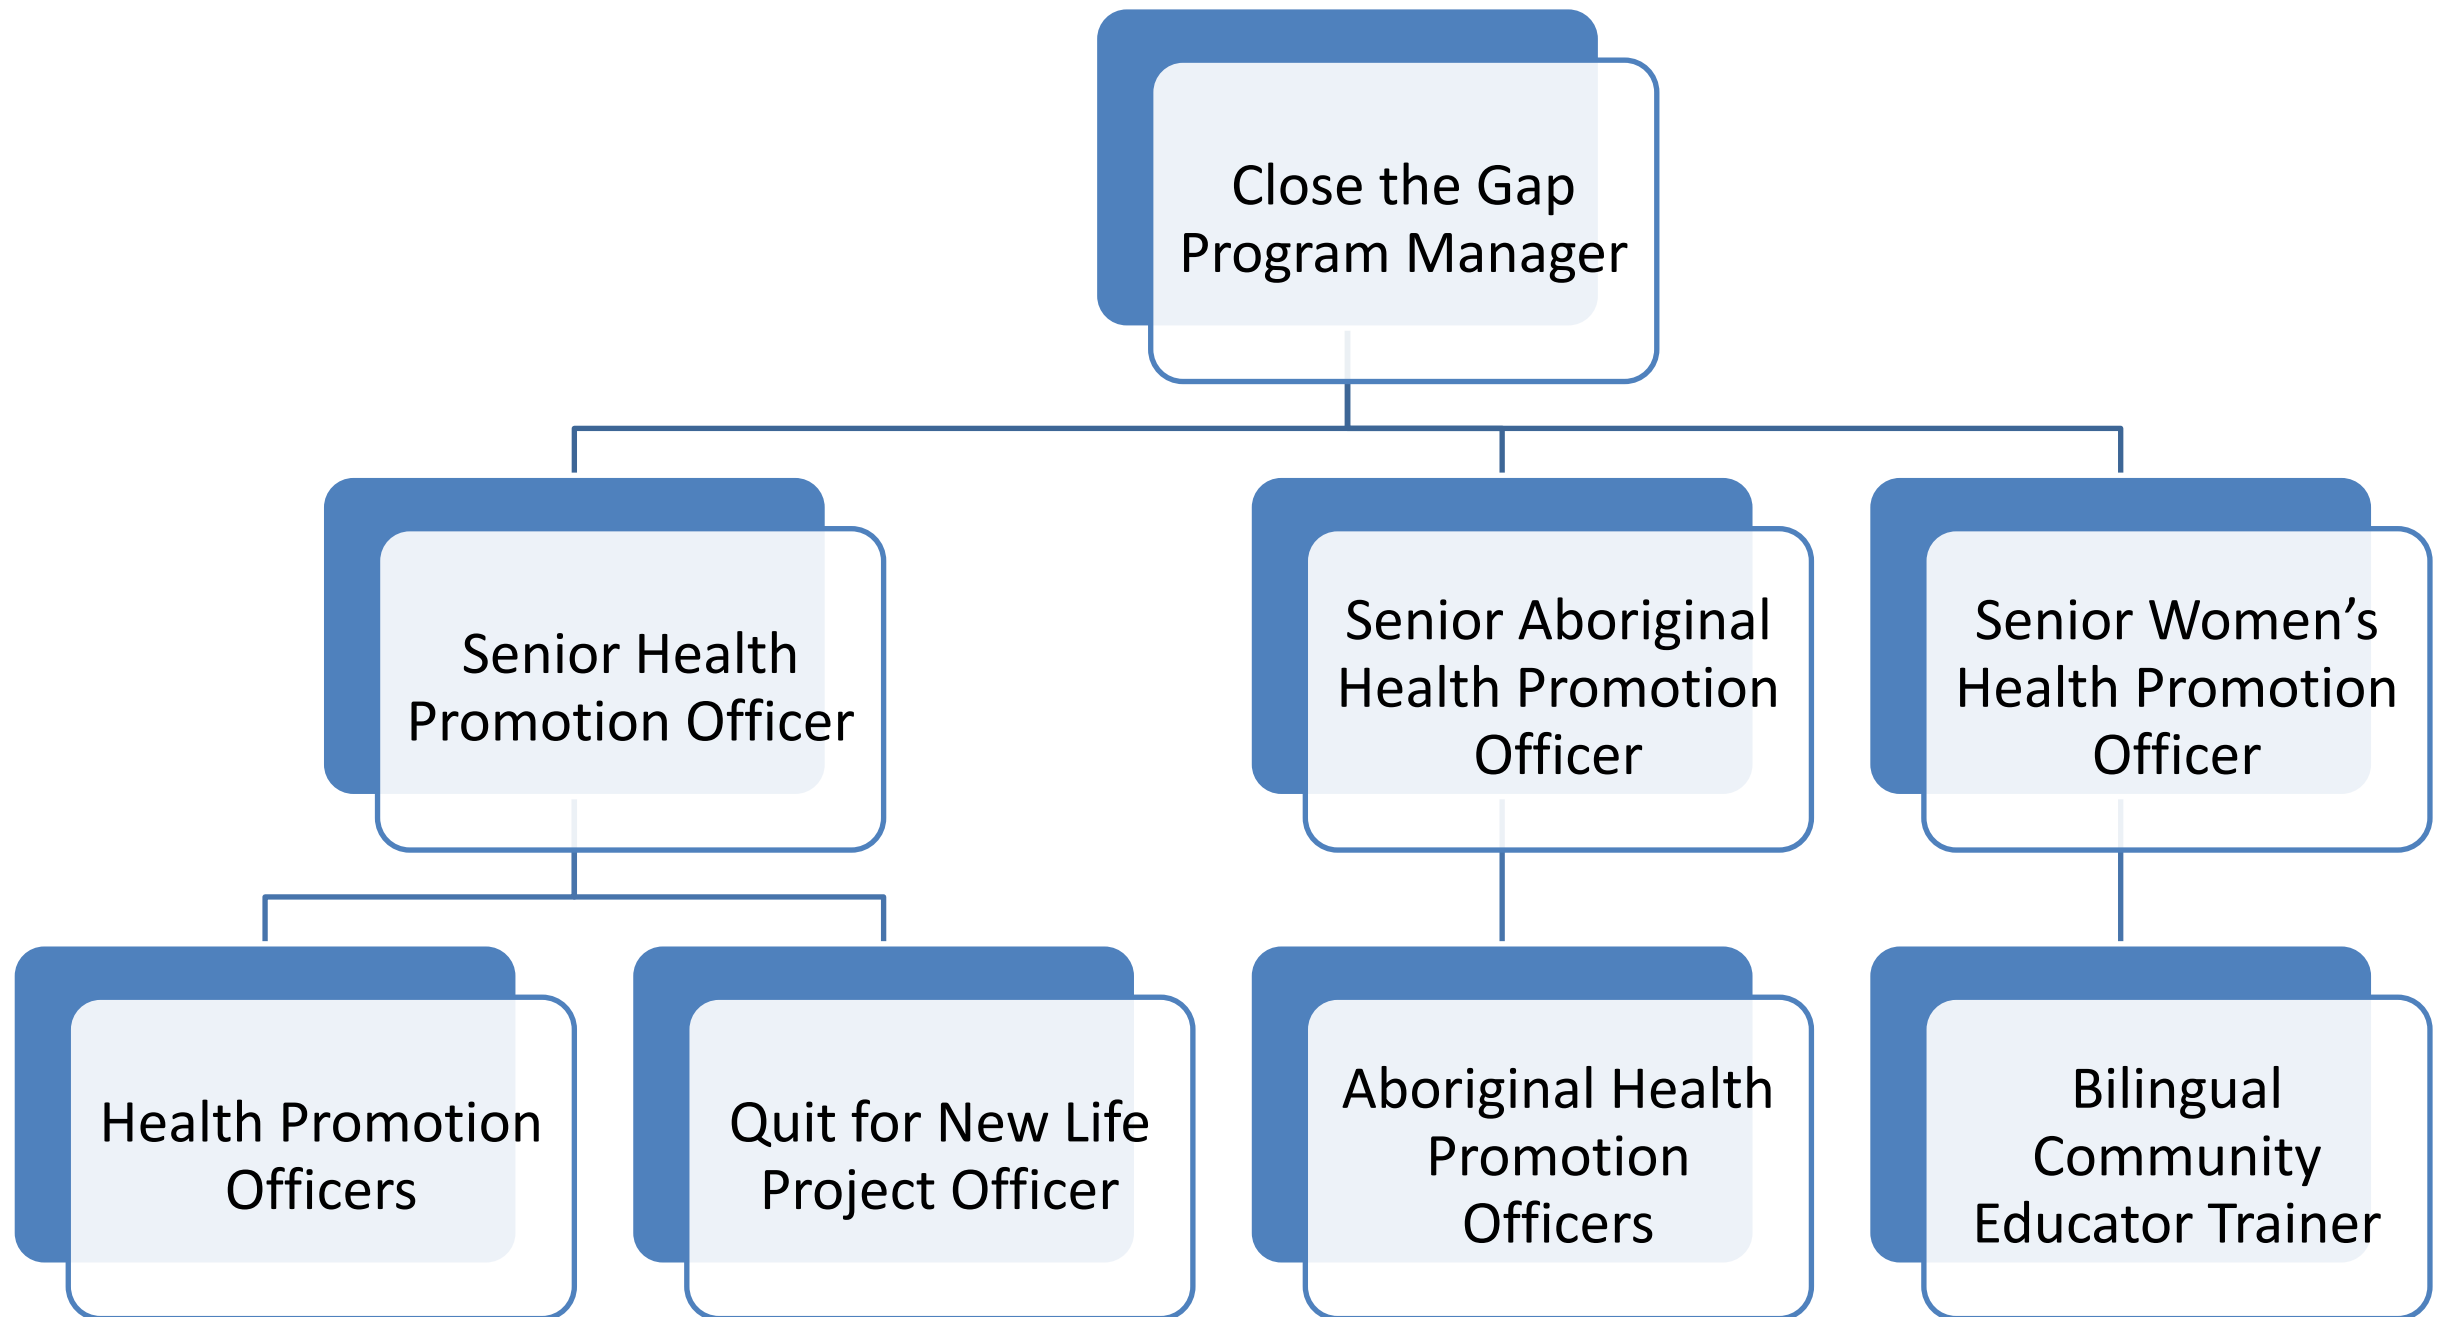 Close the Gap
Program Manager
Senior Health
Promotion Officer
Senior Aboriginal
Health Promotion
Officer
Senior Women’s
Health Promotion
Officer
Health Promotion
Officers
Quit for New Life
Project Officer
Aboriginal Health
Promotion
Officers
Bilingual
Community
Educator Trainer